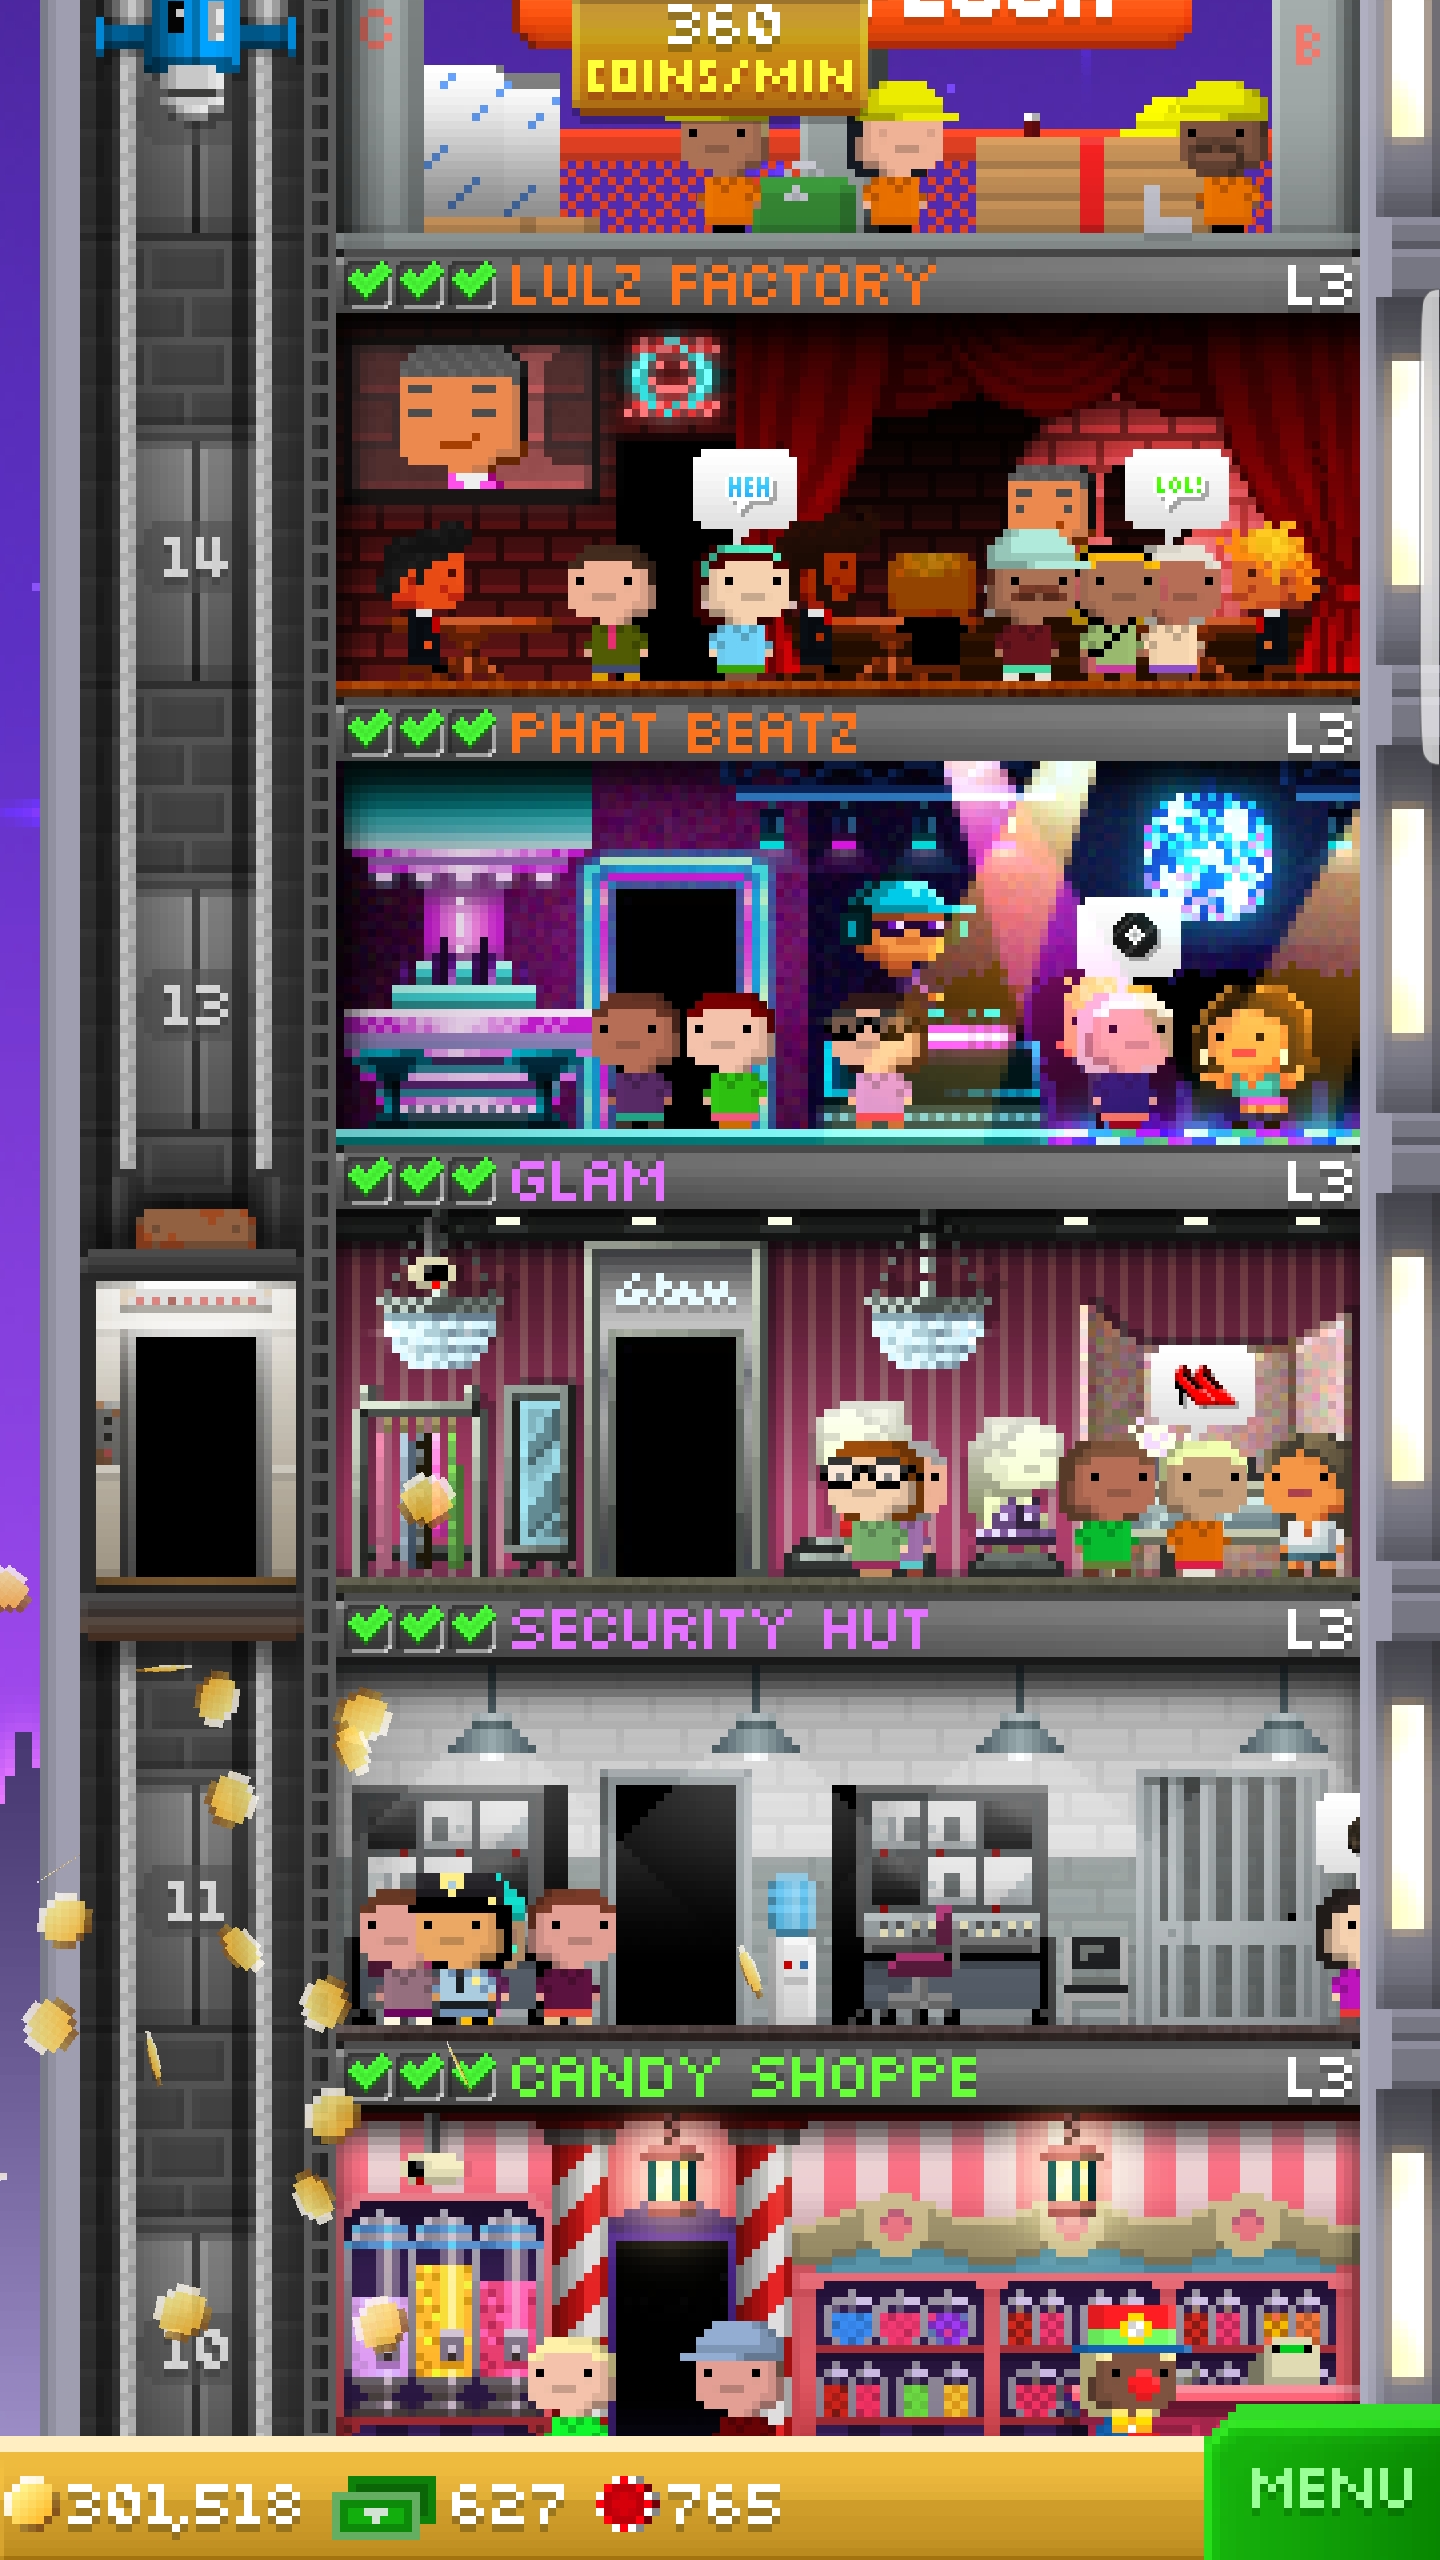 C
360
COINS/MIN
B
LULZ FACTORY L3
HEH
LOL!
14
PHAT BEATZ L3
13
GLAM L3
Glam
SECURITY HUT L3
11
CANDY SHOPPE L3
10
301,518 627 765
MENU